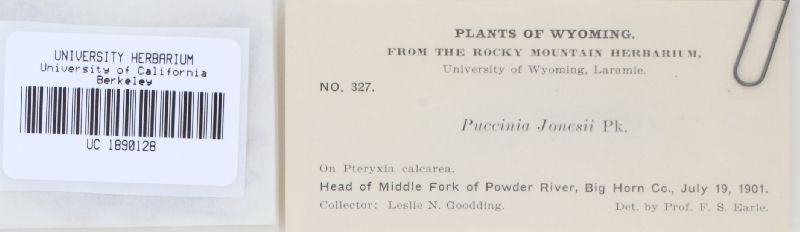 UNIVERSITY HERBARIUM
University of California
Berkeley
UC 1890128
PLANTS OF WYOMING.
FROM THE ROCKY MOUNTAIN HERBARIUM,
University of Wyoming, Laramie.
NO. 327.
Puccinia Jonesii Pk.
On Pteryxia calcarea.
Head of Middle Fork of Powder River, Big Horn Co., July 19, 1901.
Collector: Leslie N. Goodding. Det. by Prof. F. S. Earle.